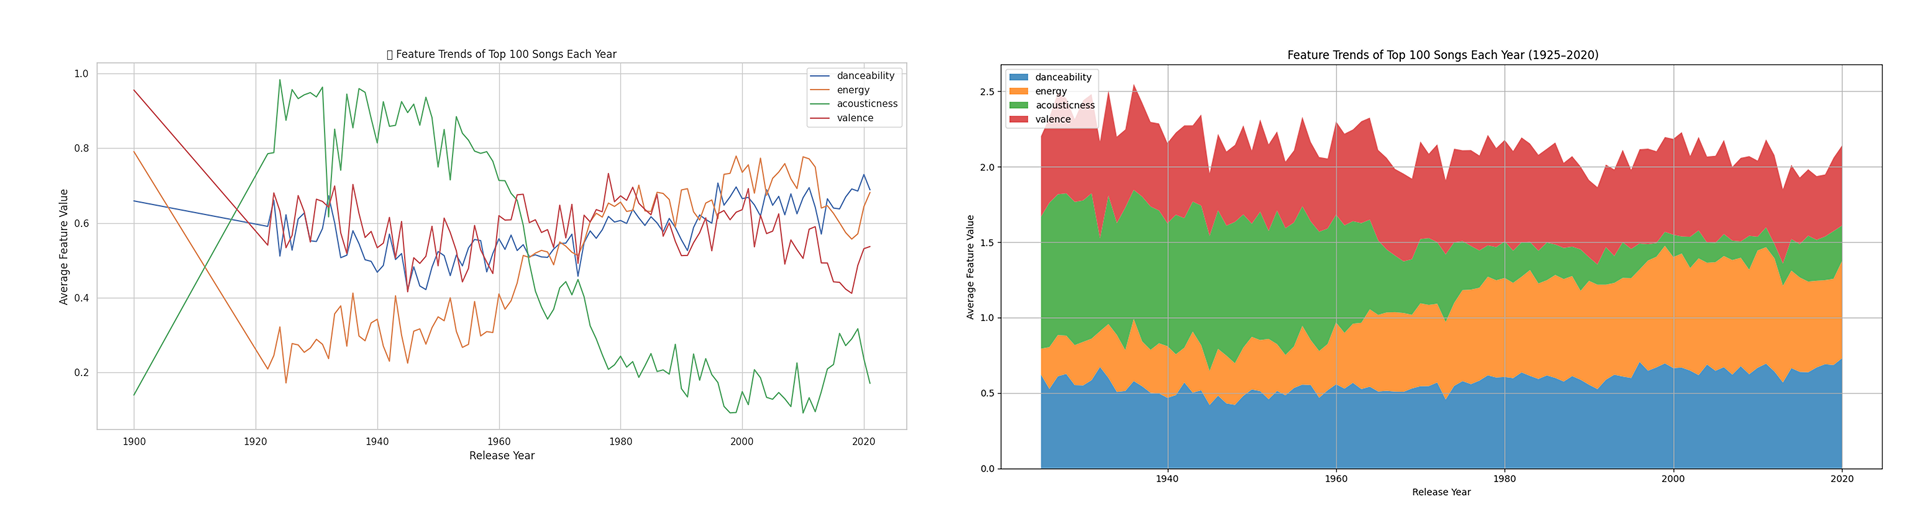 ▯ Feature Trends of Top 100 Songs Each Year
danceability
energy
acousticness
valence
Average Feature Value
1.0
0.8
0.6
0.4
0.2
1900 1920 1940 1960 1980 2000 2020
Release Year
Feature Trends of Top 100 Songs Each Year (1925–2020)
danceability
energy
acousticness
valence
Average Feature Value
2.5
2.0
1.5
1.0
0.5
0.0
1940 1960 1980 2000 2020
Release Year